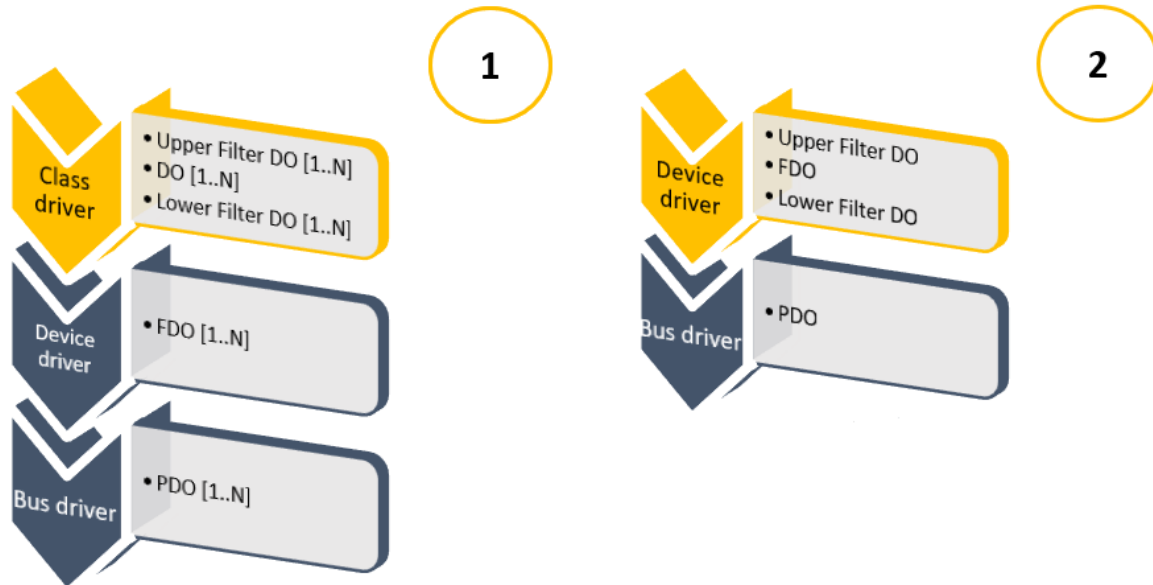 1
Class
driver
• Upper Filter DO [1..N]
• DO [1..N]
• Lower Filter DO [1..N]
Device
driver
• FDO [1..N]
Bus driver
• PDO [1..N]
2
Device
driver
• Upper Filter DO
• FDO
• Lower Filter DO
Bus driver
• PDO